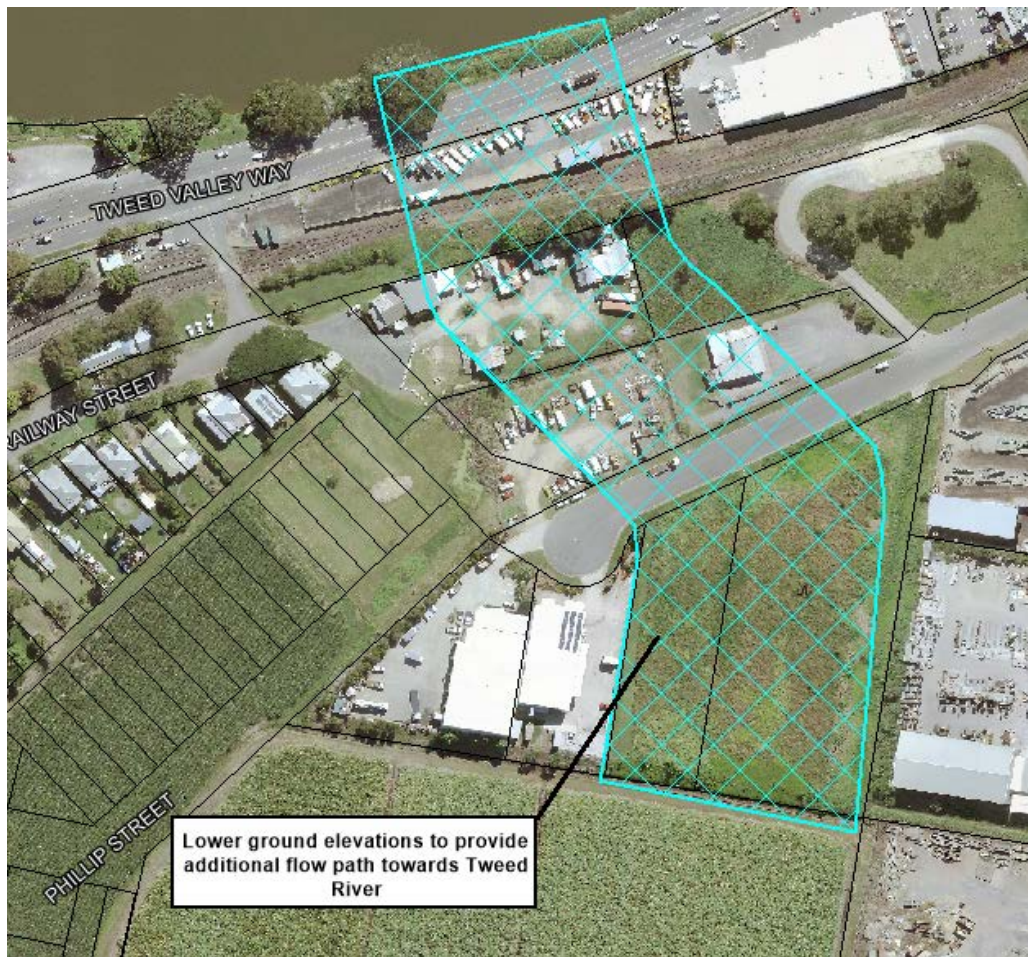 TWEED VALLEY WAY
RAILWAY STREET
PHILLIP STREET
Lower ground elevations to provide
additional flow path towards Tweed
River